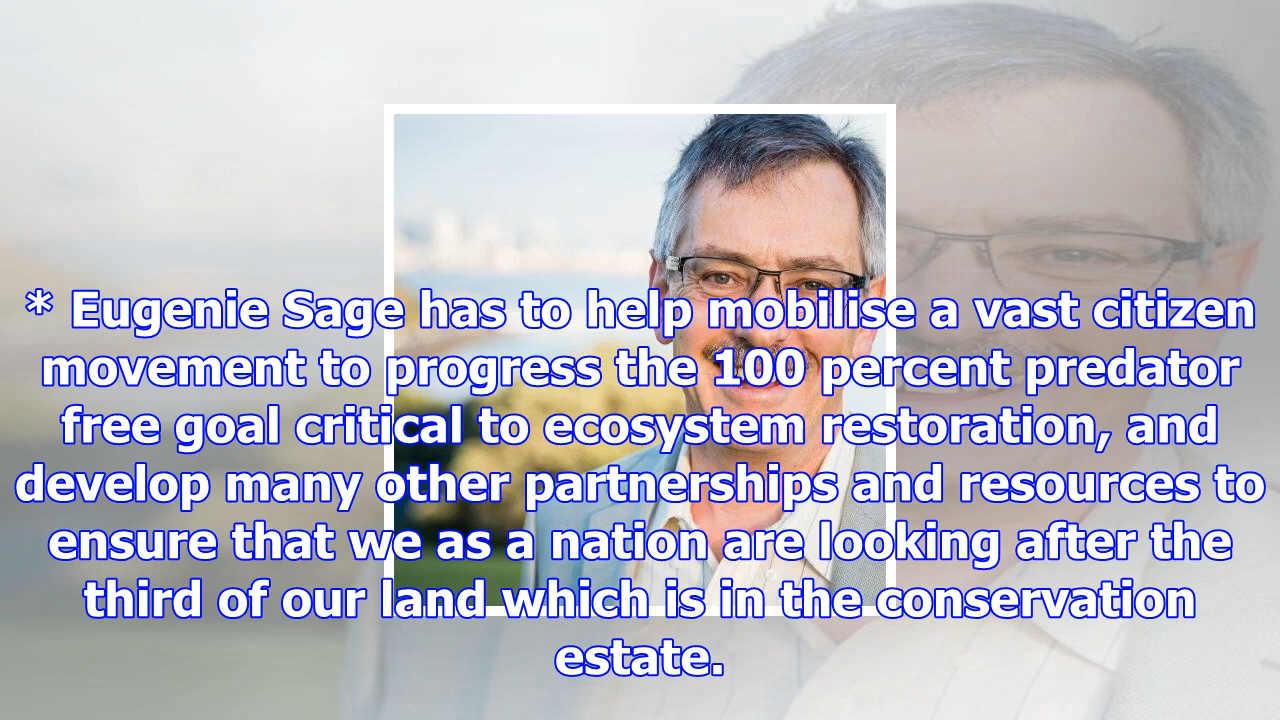 * Eugenie Sage has to help mobilise a vast citizen
movement to progress the 100 percent predator
free goal critical to ecosystem restoration, and
develop many other partnerships and resources to
ensure that we as a nation are looking after the
third of our land which is in the conservation
estate.